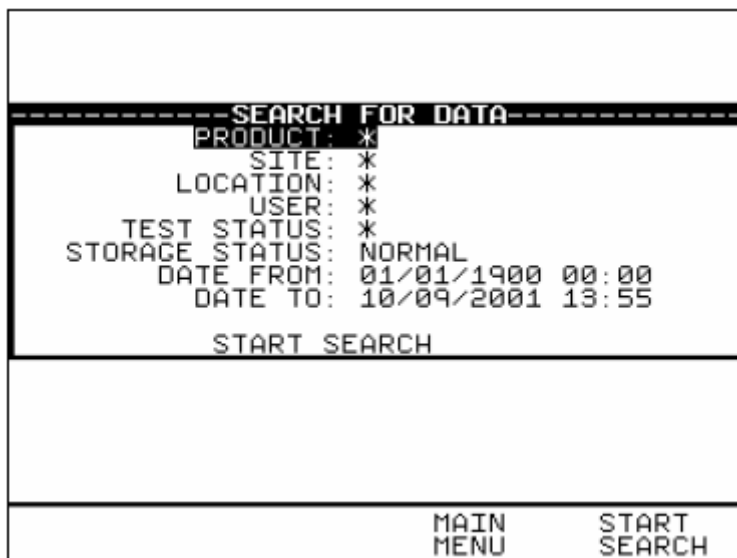 ------------SEARCH FOR DATA-------------
PRODUCT: *
SITE: *
LOCATION: *
USER: *
TEST STATUS: *
STORAGE STATUS: NORMAL
DATE FROM: 01/01/1900 00:00
DATE TO: 10/09/2001 13:55
START SEARCH
MAIN MENU
START SEARCH